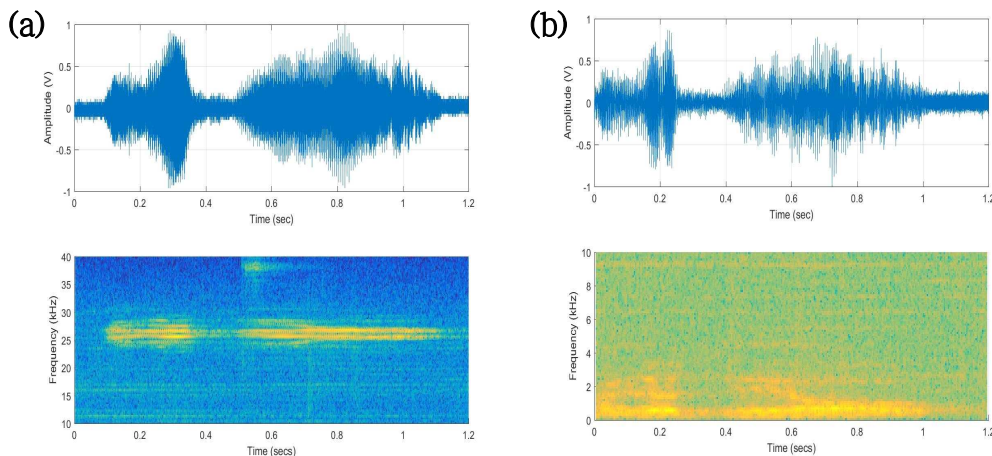 (a)
1
0.5
0
-0.5
-1
Amplitude (V)
0 0.2 0.4 0.6 0.8 1 1.2
Time (sec)
(b)
1
0.5
0
-0.5
-1
Amplitude (V)
0 0.2 0.4 0.6 0.8 1 1.2
Time (sec)
40
35
30
25
20
15
10
Frequency (kHz)
0 0.2 0.4 0.6 0.8 1 1.2
Time (secs)
10
8
6
4
2
0
Frequency (kHz)
0 0.2 0.4 0.6 0.8 1 1.2
Time (secs)